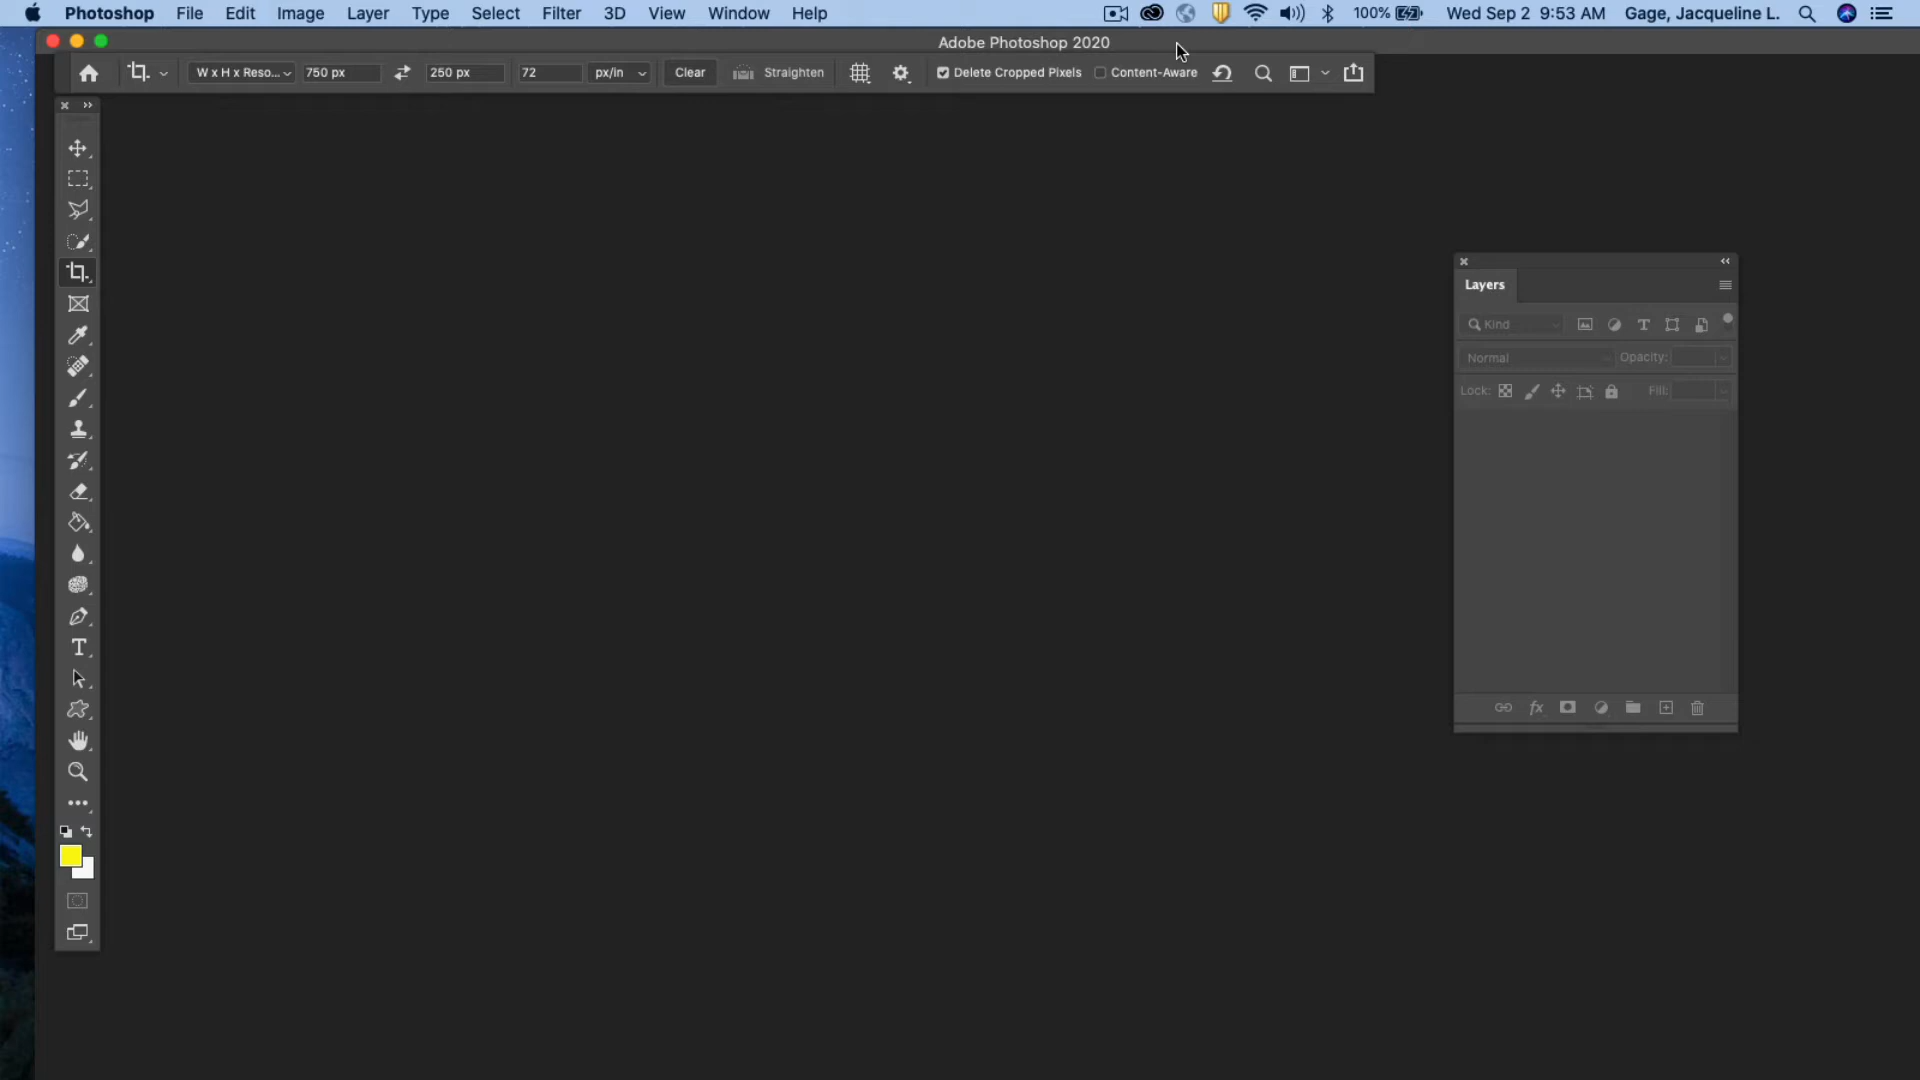 Photoshop File Edit Image Layer Type Select Filter 3D View Window Help 100% Wed Sep 2 9:53 AM Gage, Jacqueline L.
Adobe Photoshop 2020
W x H x Reso... 750 px 250 px 72 px/in Clear Straighten Delete Cropped Pixels Content-Aware
Layers
Kind
Normal Opacity:
Lock: Fill: